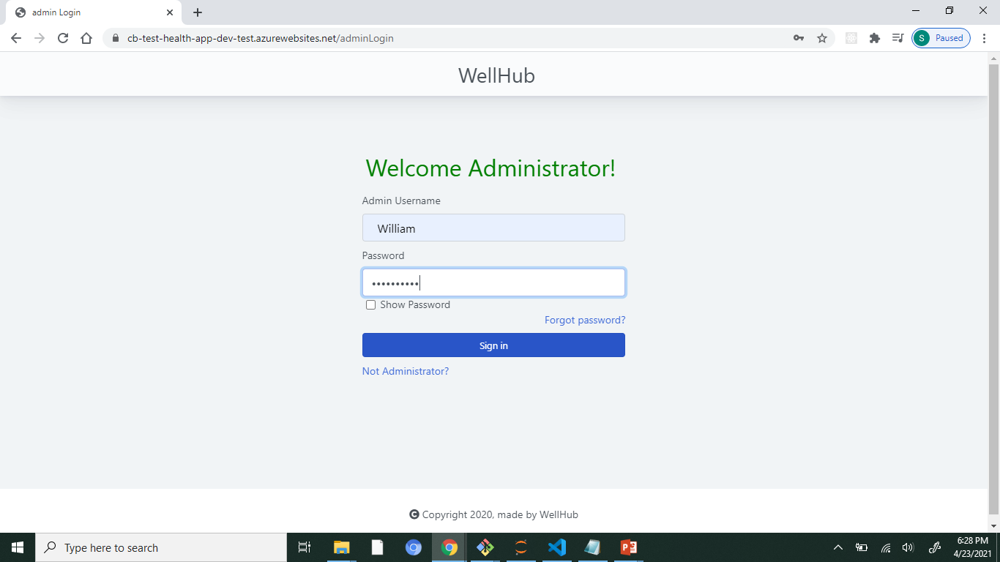 admin Login
cb-test-health-app-dev-test.azurewebsites.net/adminLogin
S Paused
WellHub
Welcome Administrator!
Admin Username
William
Password
••••••••••
Show Password
Forgot password?
Sign in
Not Administrator?
Copyright 2020, made by WellHub
Type here to search
6:28 PM
4/23/2021